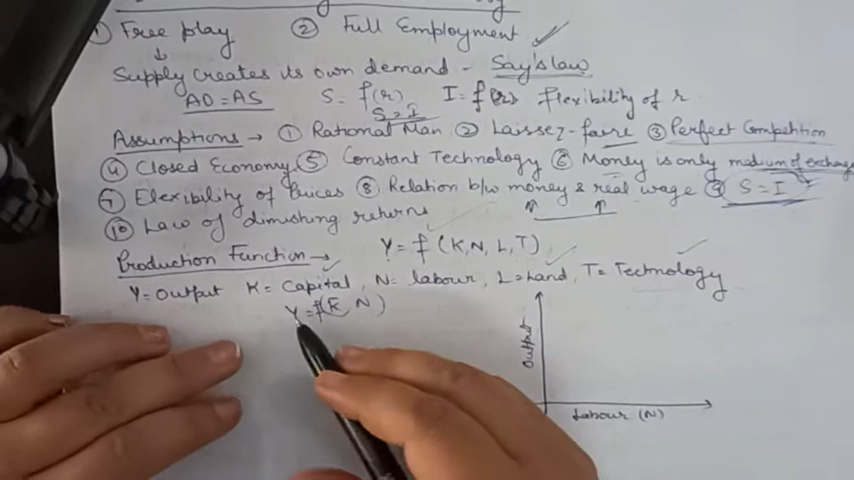 ① Free play ② Full Employment
↓
Supply creates its own demand - Say's law
AD = AS S = f(r) I = f(r) flexibility of r
S = I
Assumptions → ① Rational Man ② Laissez-faire ③ Perfect Competition
④ Closed Economy ⑤ Constant Technology ⑥ Money is only medium of exchange
⑦ Flexibility of Prices ⑧ Relation b/w money & real wage ⑨ S = I
⑩ Law of diminishing returns
Production Function → Y = f (K, N, L, T)
Y = Output K = Capital, N = labour, L = Land, T = Technology
Y = f(K̄, N)
Output
Labour (N)